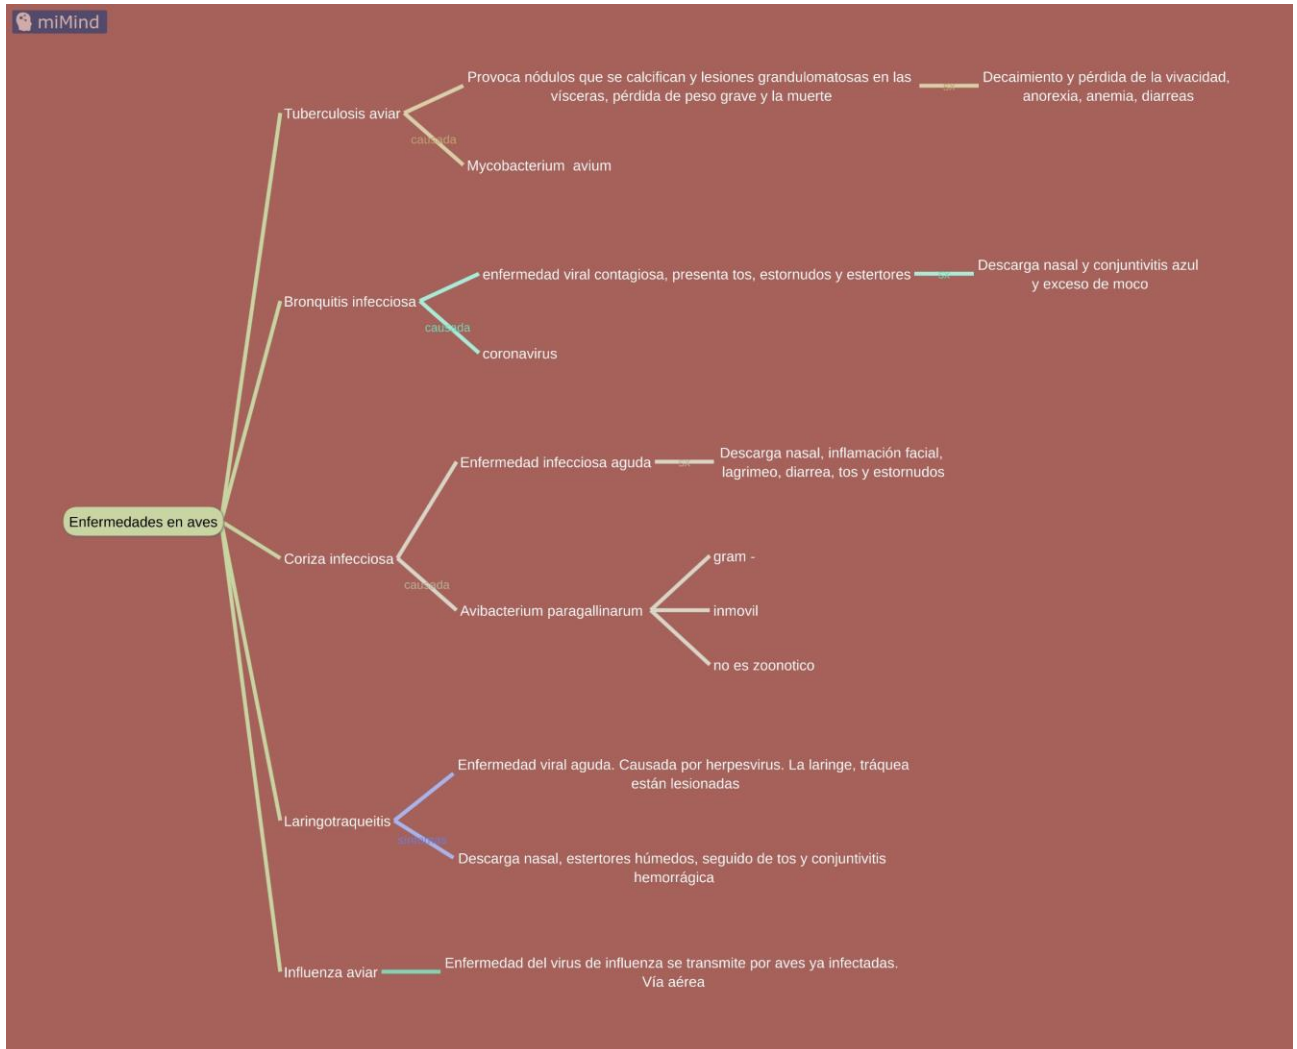 miMind
Provoca nódulos que se calcifican y lesiones grandulomatosas en las
vísceras, pérdida de peso grave y la muerte
sx
Decaimiento y pérdida de la vivacidad,
anorexia, anemia, diarreas
Tuberculosis aviar
causada
Mycobacterium avium
enfermedad viral contagiosa, presenta tos, estornudos y estertores
sx
Descarga nasal y conjuntivitis azul
y exceso de moco
Bronquitis infecciosa
causada
coronavirus
Enfermedad infecciosa aguda
sx
Descarga nasal, inflamación facial,
lagrimeo, diarrea, tos y estornudos
Enfermedades en aves
Coriza infecciosa
causada
Avibacterium paragallinarum
gram -
inmovil
no es zoonotico
Enfermedad viral aguda. Causada por herpesvirus. La laringe, tráquea
están lesionadas
Laringotraqueitis
Descarga nasal, estertores húmedos, seguido de tos y conjuntivitis
hemorrágica
Influenza aviar
Enfermedad del virus de influenza se transmite por aves ya infectadas.
Vía aérea